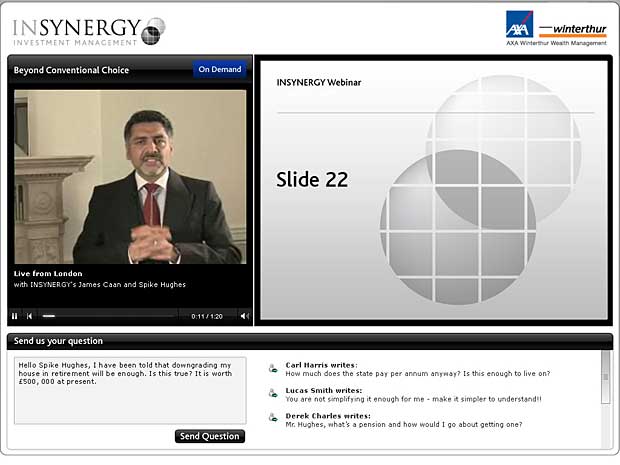 INSYNERGY
INVESTMENT MANAGEMENT
AXA winterthur
AXA Winterthur Wealth Management
Beyond Conventional Choice
On Demand
INSYNERGY Webinar
Slide 22
Live from London
with INSYNERGY's James Caan and Spike Hughes
0:11 / 1:20
Send us your question
Hello Spike Hughes, I have been told that downgrading my
house in retirement will be enough. Is this true? It is worth
£500, 000 at present.
Send Question
Carl Harris writes:
How much does the state pay per annum anyway? Is this enough to live on?
Lucas Smith writes:
You are not simplifying it enough for me - make it simpler to understand!!
Derek Charles writes:
Mr. Hughes, what's a pension and how would I go about getting one?